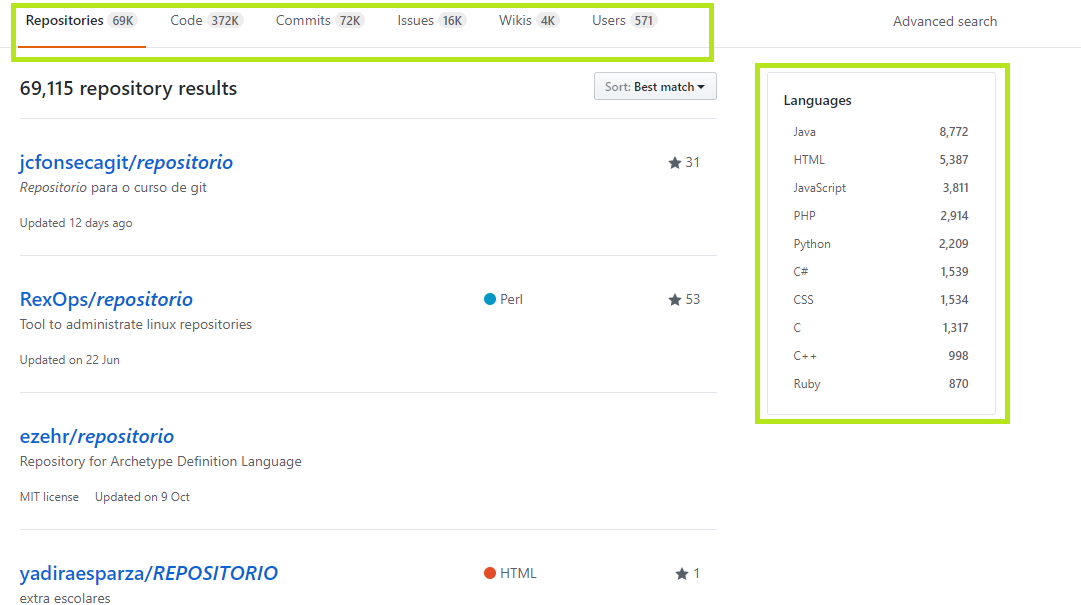 Repositories 69K Code 372K Commits 72K Issues 16K Wikis 4K Users 571 Advanced search
69,115 repository results
Sort: Best match
jcfonsecagit/repositorio
31
Repositorio para o curso de git
Updated 12 days ago
RexOps/repositorio
Perl
53
Tool to administrate linux repositories
Updated on 22 Jun
ezehr/repositorio
Repository for Archetype Definition Language
MIT license Updated on 9 Oct
yadiraesparza/REPOSITORIO
HTML
1
extra escolares
Languages
Java 8,772
HTML 5,387
JavaScript 3,811
PHP 2,914
Python 2,209
C# 1,539
CSS 1,534
C 1,317
C++ 998
Ruby 870